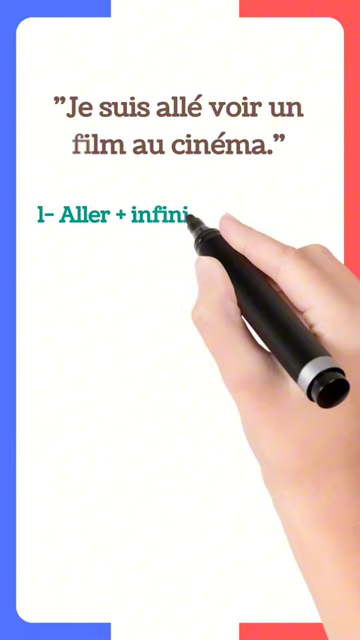 "Je suis allé voir un
film au cinéma."
1- Aller + infini